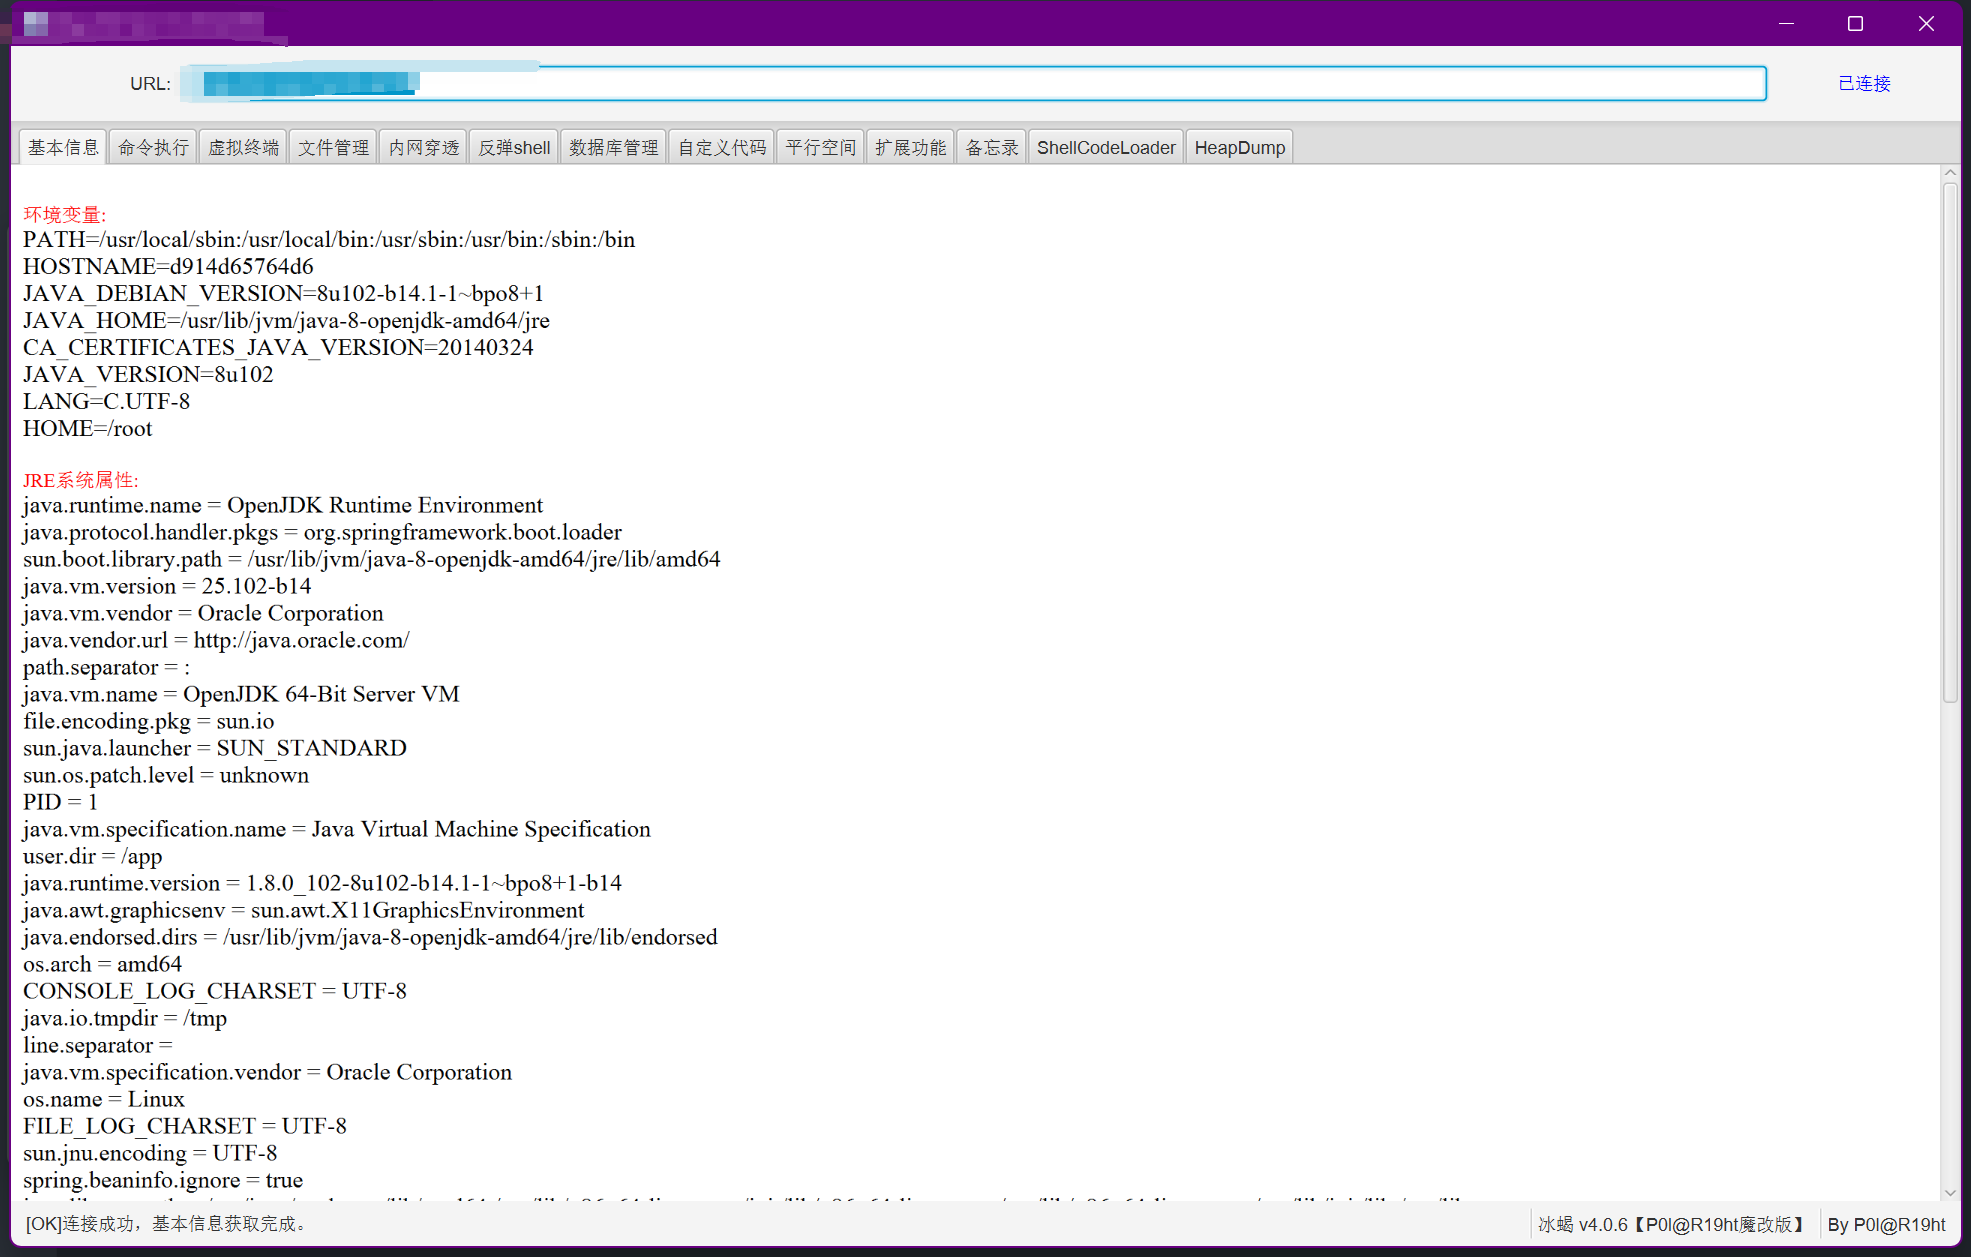 URL:
已连接
基本信息 命令执行 虚拟终端 文件管理 内网穿透 反弹shell 数据库管理 自定义代码 平行空间 扩展功能 备忘录 ShellCodeLoader HeapDump
环境变量:
PATH=/usr/local/sbin:/usr/local/bin:/usr/sbin:/usr/bin:/sbin:/bin
HOSTNAME=d914d65764d6
JAVA_DEBIAN_VERSION=8u102-b14.1-1~bpo8+1
JAVA_HOME=/usr/lib/jvm/java-8-openjdk-amd64/jre
CA_CERTIFICATES_JAVA_VERSION=20140324
JAVA_VERSION=8u102
LANG=C.UTF-8
HOME=/root
JRE系统属性:
java.runtime.name = OpenJDK Runtime Environment
java.protocol.handler.pkgs = org.springframework.boot.loader
sun.boot.library.path = /usr/lib/jvm/java-8-openjdk-amd64/jre/lib/amd64
java.vm.version = 25.102-b14
java.vm.vendor = Oracle Corporation
java.vendor.url = http://java.oracle.com/
path.separator = :
java.vm.name = OpenJDK 64-Bit Server VM
file.encoding.pkg = sun.io
sun.java.launcher = SUN_STANDARD
sun.os.patch.level = unknown
PID = 1
java.vm.specification.name = Java Virtual Machine Specification
user.dir = /app
java.runtime.version = 1.8.0_102-8u102-b14.1-1~bpo8+1-b14
java.awt.graphicsenv = sun.awt.X11GraphicsEnvironment
java.endorsed.dirs = /usr/lib/jvm/java-8-openjdk-amd64/jre/lib/endorsed
os.arch = amd64
CONSOLE_LOG_CHARSET = UTF-8
java.io.tmpdir = /tmp
line.separator =
java.vm.specification.vendor = Oracle Corporation
os.name = Linux
FILE_LOG_CHARSET = UTF-8
sun.jnu.encoding = UTF-8
spring.beaninfo.ignore = true
[OK]连接成功，基本信息获取完成。
冰蝎 v4.0.6【P0l@R19ht魔改版】 By P0l@R19ht